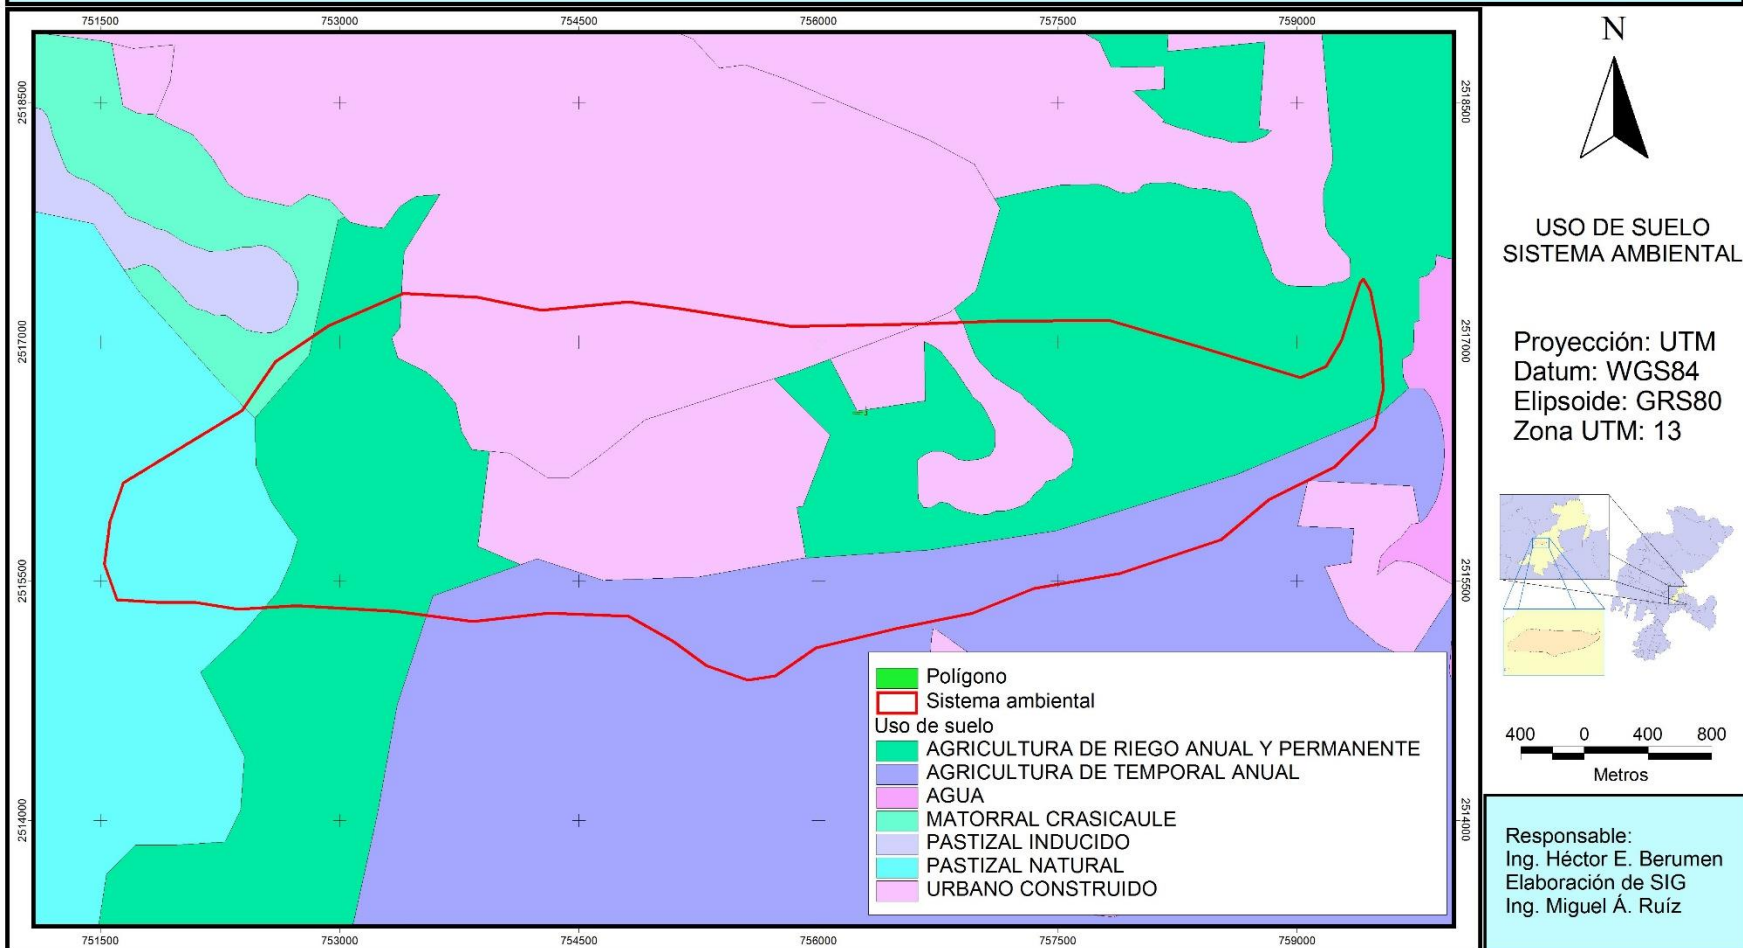 751500 753000 754500 756000 757500 759000
2518500 2518500
2517000 2517000
2515500 2515500
2514000 2514000
751500 753000 754500 756000 757500 759000
Polígono
Sistema ambiental
Uso de suelo
AGRICULTURA DE RIEGO ANUAL Y PERMANENTE
AGRICULTURA DE TEMPORAL ANUAL
AGUA
MATORRAL CRASICAULE
PASTIZAL INDUCIDO
PASTIZAL NATURAL
URBANO CONSTRUIDO
N
USO DE SUELO
SISTEMA AMBIENTAL
Proyección: UTM
Datum: WGS84
Elipsoide: GRS80
Zona UTM: 13
400 0 400 800
Metros
Responsable:
Ing. Héctor E. Berumen
Elaboración de SIG
Ing. Miguel Á. Ruíz